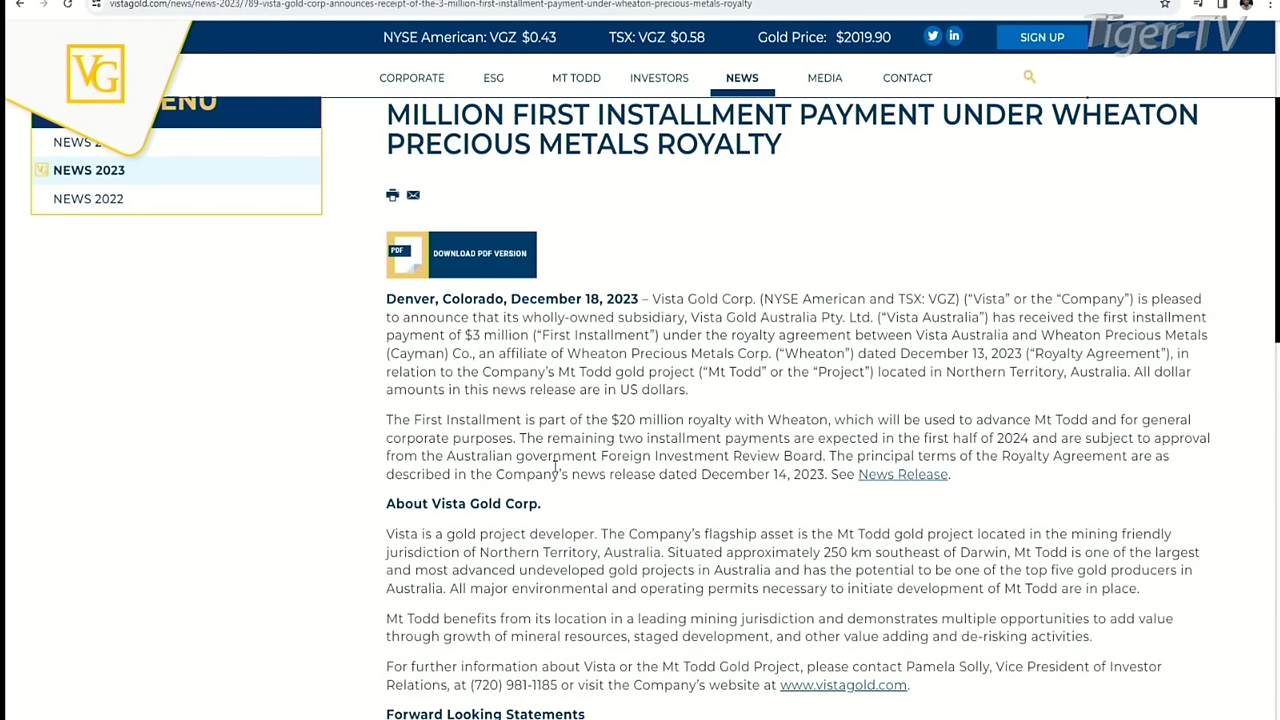 vistagold.com/news/news-2023/789-vista-gold-corp-announces-receipt-of-the-3-million-first-installment-payment-under-wheaton-precious-metals-royalty
Tiger-TV
NYSE American: VGZ $0.43 TSX: VGZ $0.58 Gold Price: $2019.90 SIGN UP
VG
CORPORATE ESG MT TODD INVESTORS NEWS MEDIA CONTACT
ENU
NEWS
NEWS 2023
NEWS 2022
MILLION FIRST INSTALLMENT PAYMENT UNDER WHEATON
PRECIOUS METALS ROYALTY
PDF DOWNLOAD PDF VERSION
Denver, Colorado, December 18, 2023 – Vista Gold Corp. (NYSE American and TSX: VGZ) (“Vista” or the “Company”) is pleased
to announce that its wholly-owned subsidiary, Vista Gold Australia Pty. Ltd. (“Vista Australia”) has received the first installment
payment of $3 million (“First Installment”) under the royalty agreement between Vista Australia and Wheaton Precious Metals
(Cayman) Co., an affiliate of Wheaton Precious Metals Corp. (“Wheaton”) dated December 13, 2023 (“Royalty Agreement”), in
relation to the Company’s Mt Todd gold project (“Mt Todd” or the “Project”) located in Northern Territory, Australia. All dollar
amounts in this news release are in US dollars.
The First Installment is part of the $20 million royalty with Wheaton, which will be used to advance Mt Todd and for general
corporate purposes. The remaining two installment payments are expected in the first half of 2024 and are subject to approval
from the Australian government Foreign Investment Review Board. The principal terms of the Royalty Agreement are as
described in the Company’s news release dated December 14, 2023. See News Release.
About Vista Gold Corp.
Vista is a gold project developer. The Company’s flagship asset is the Mt Todd gold project located in the mining friendly
jurisdiction of Northern Territory, Australia. Situated approximately 250 km southeast of Darwin, Mt Todd is one of the largest
and most advanced undeveloped gold projects in Australia and has the potential to be one of the top five gold producers in
Australia. All major environmental and operating permits necessary to initiate development of Mt Todd are in place.
Mt Todd benefits from its location in a leading mining jurisdiction and demonstrates multiple opportunities to add value
through growth of mineral resources, staged development, and other value adding and de-risking activities.
For further information about Vista or the Mt Todd Gold Project, please contact Pamela Solly, Vice President of Investor
Relations, at (720) 981-1185 or visit the Company’s website at www.vistagold.com.
Forward Looking Statements